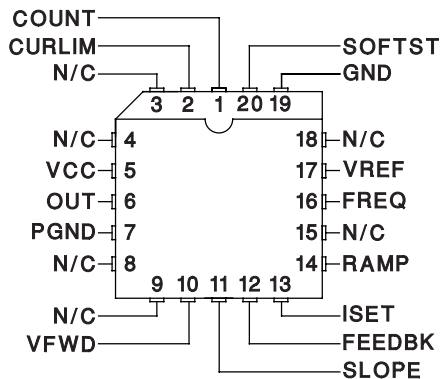 COUNT
CURLIM
SOFTST
N/C
GND
3 2 1 20 19
N/C 4 18 N/C
VCC 5 17 VREF
OUT 6 16 FREQ
PGND 7 15 N/C
N/C 8 14 RAMP
9 10 11 12 13
N/C
ISET
VFWD
FEEDBK
SLOPE